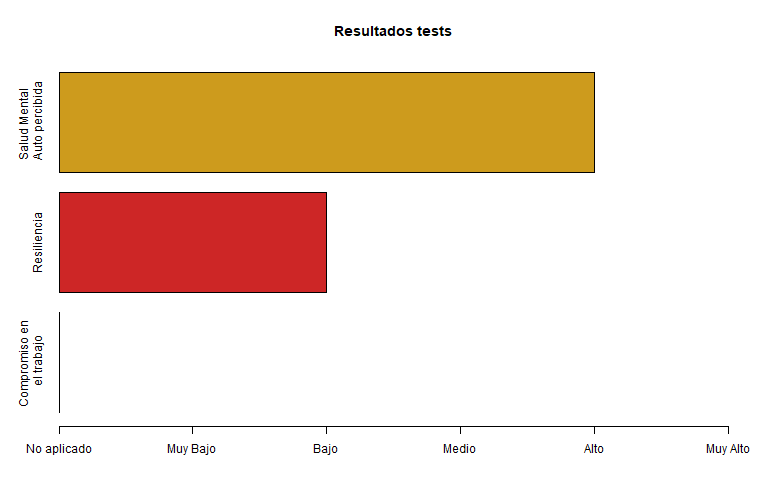 Resultados tests
Salud Mental
Auto percibida
Resiliencia
Compromiso en
el trabajo
No aplicado
Muy Bajo
Bajo
Medio
Alto
Muy Alto